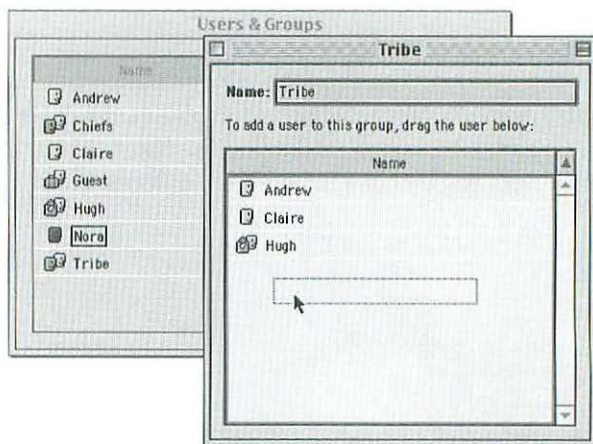 Users & Groups
Name
Andrew
Chiefs
Claire
Guest
Hugh
Nora
Tribe
Tribe
Name: Tribe
To add a user to this group, drag the user below:
Name
Andrew
Claire
Hugh